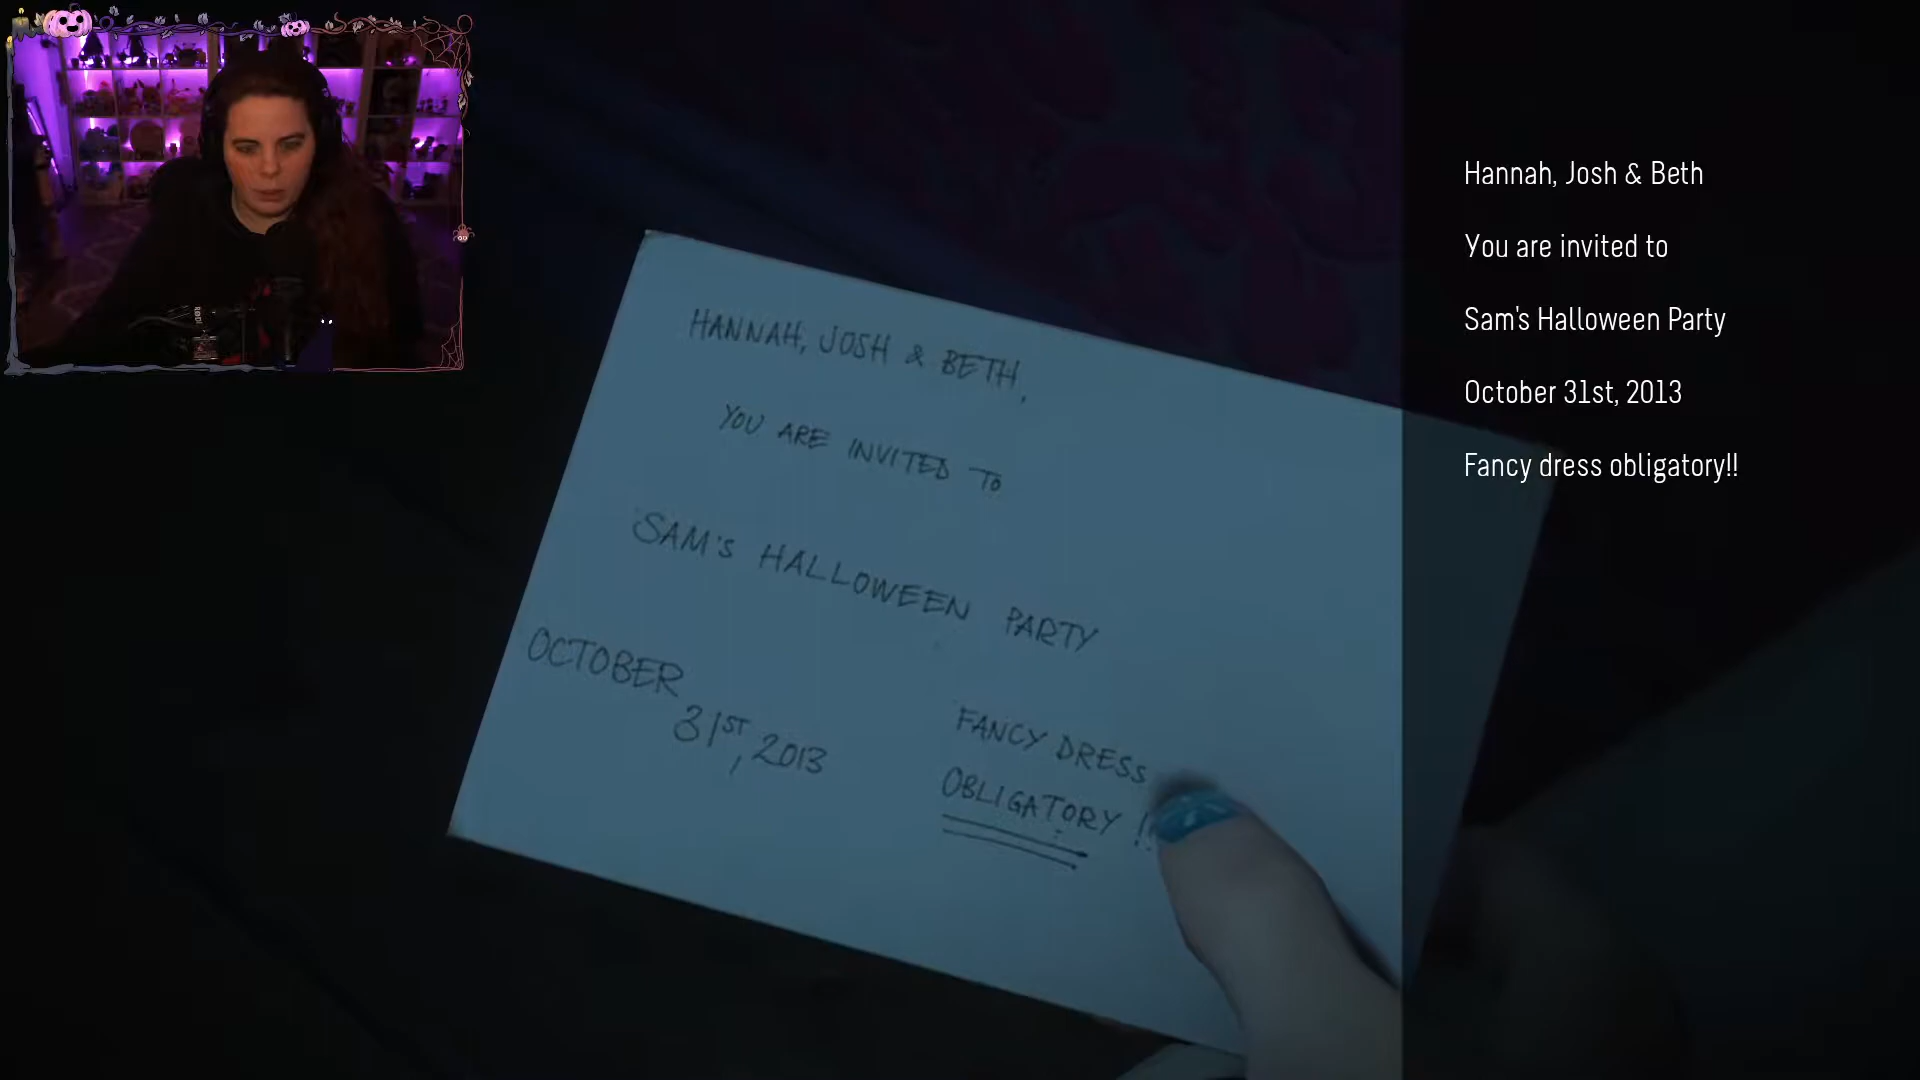 HANNAH, JOSH & BETH,
YOU ARE INVITED TO
SAM'S HALLOWEEN PARTY
OCTOBER
31ST, 2013
FANCY DRESS
OBLIGATORY !!
Hannah, Josh & Beth
You are invited to
Sam's Halloween Party
October 31st, 2013
Fancy dress obligatory!!